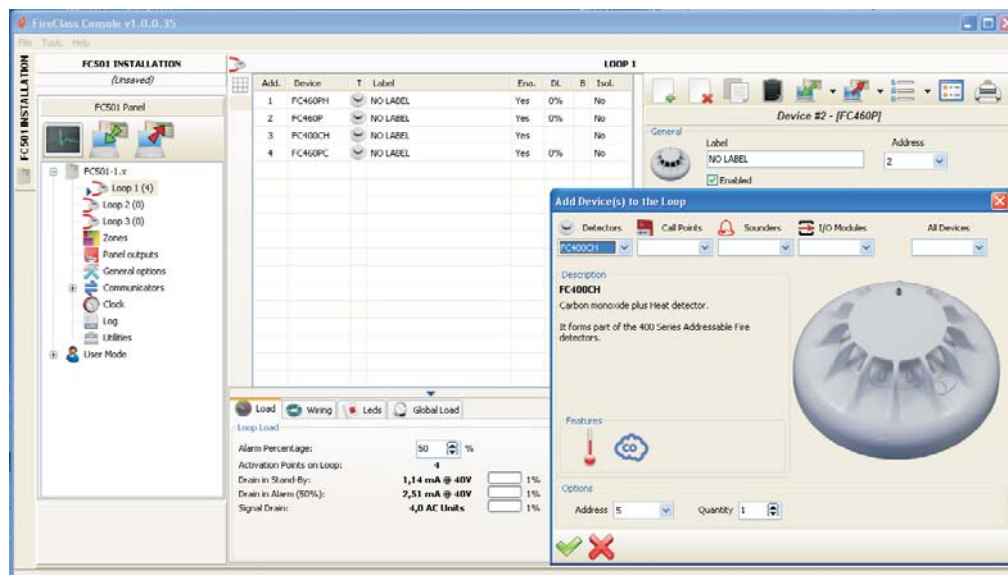 FireClass Console v1.0.0.35
File Tools Help
FC501 INSTALLATION
FC501 INSTALLATION
(Unsaved)
FC501 Panel
FC501-1.x
Loop 1 (4)
Loop 2 (0)
Loop 3 (0)
Zones
Panel outputs
General options
Communicators
Clock
Log
Utilities
User Mode
LOOP 1
Add. Device T Label Ena. DL B Isol.
1 FC460PH NO LABEL Yes 0% No
2 FC460P NO LABEL Yes 0% No
3 FC400CH NO LABEL Yes No
4 FC460PC NO LABEL Yes 0% No
Device #2 - [FC460P]
General
Label Address
NO LABEL 2
Enabled
Load Wiring Leds Global Load
Loop Load
Alarm Percentage: 50 %
Activation Points on Loop: 4
Drain in Stand-By: 1,14 mA @ 40V 1%
Drain in Alarm (50%): 2,51 mA @ 40V 1%
Signal Drain: 4,0 AC Units 1%
Add Device(s) to the Loop
Detectors Call Points Sounders I/O Modules All Devices
FC400CH
Description
FC400CH
Carbon monoxide plus Heat detector.
It forms part of the 400 Series Addressable Fire
detectors.
Features
CO
Options
Address 5 Quantity 1